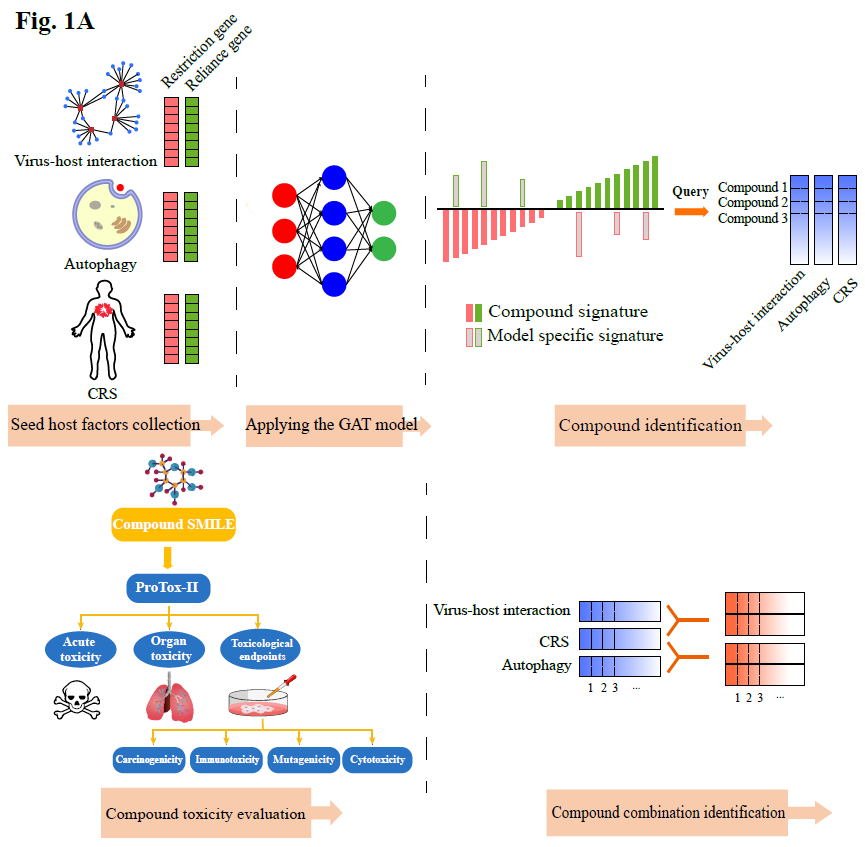 Fig. 1A
Restriction gene
Reliance gene
Virus-host interaction
Autophagy
CRS
Seed host factors collection
Applying the GAT model
Compound signature
Model specific signature
Query
Compound 1
Compound 2
Compound 3
Virus-host interaction
Autophagy
CRS
Compound identification
Compound SMILE
ProTox-II
Acute
toxicity
Organ
toxicity
Toxicological
endpoints
Carcinogenicity
Immunotoxicity
Mutagenicity
Cytotoxicity
Compound toxicity evaluation
Virus-host interaction
CRS
Autophagy
1 2 3 ...
1 2 3 ...
Compound combination identification